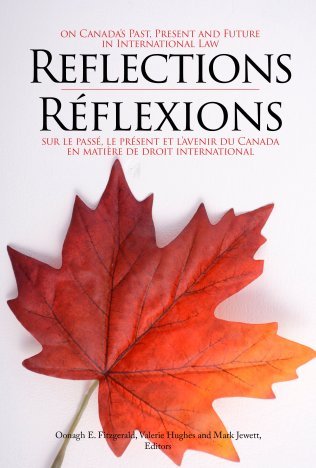 on Canada's Past, Present and Future
in International Law
Reflections
Réflexions
sur le passé, le présent et l'avenir du Canada
en matière de droit international
Oonagh E. Fitzgerald, Valerie Hughes and Mark Jewett,
Editors